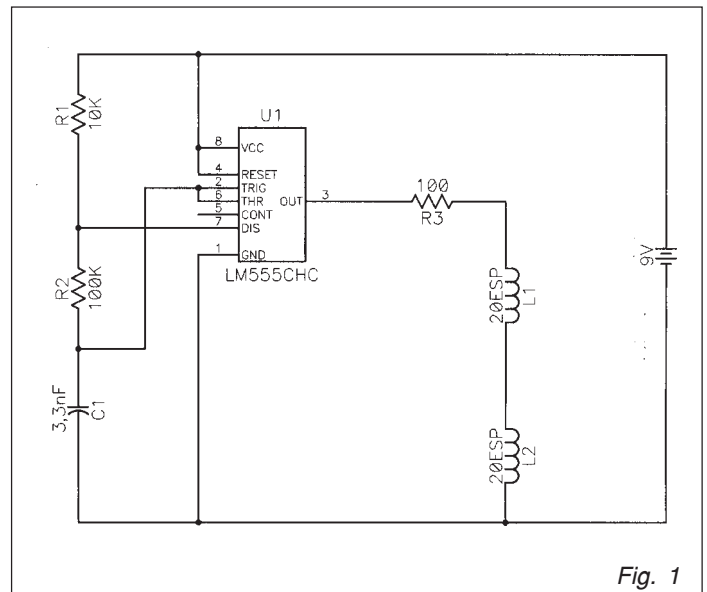 R1
10K
U1
8
VCC
4
RESET
2
TRIG
6
THR
OUT
3
5
CONT
7
DIS
1
GND
LM555CHC
100
R3
R2
100K
20ESP
L1
9V
3,3nF
C1
20ESP
L2
Fig. 1